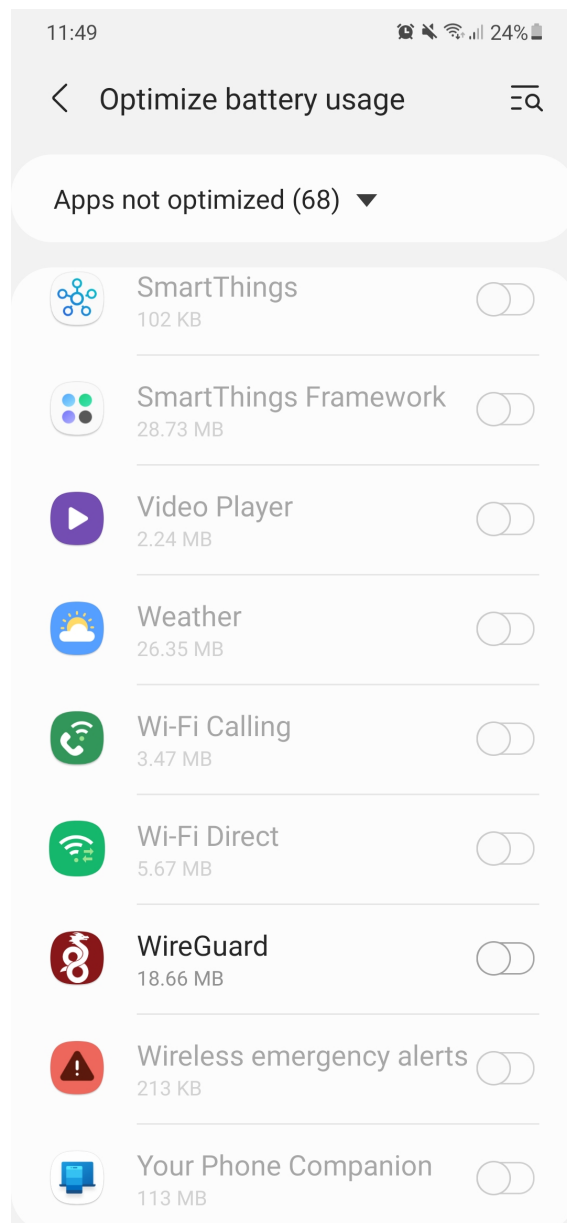 11:49
24%
Optimize battery usage
Apps not optimized (68)
SmartThings
102 KB
SmartThings Framework
28.73 MB
Video Player
2.24 MB
Weather
26.35 MB
Wi-Fi Calling
3.47 MB
Wi-Fi Direct
5.67 MB
WireGuard
18.66 MB
Wireless emergency alerts
213 KB
Your Phone Companion
113 MB